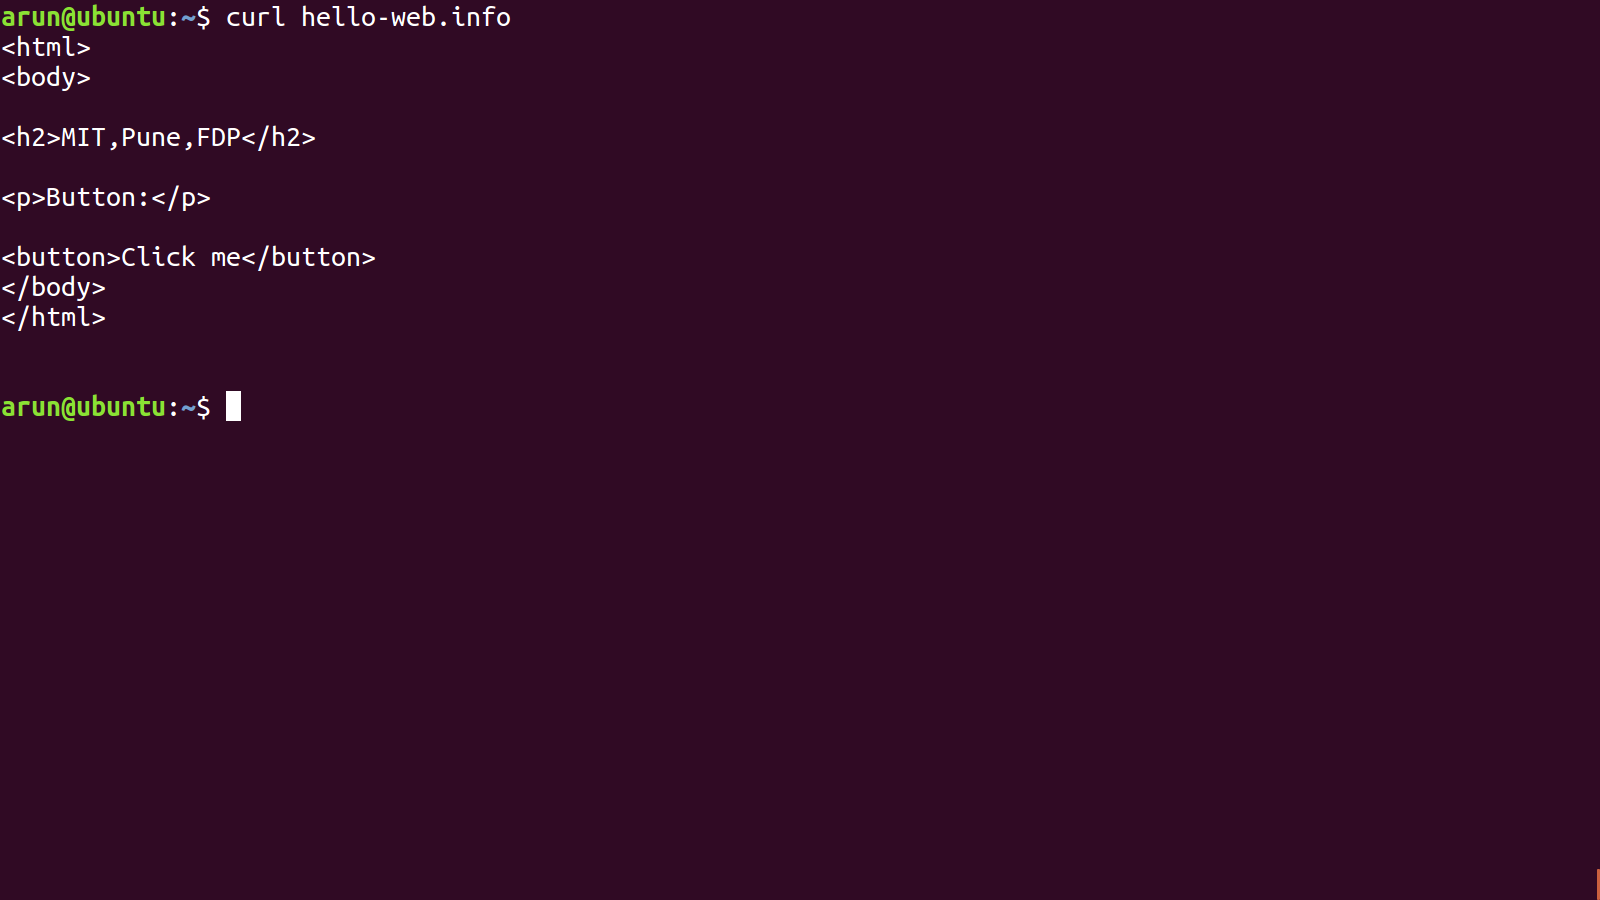 arun@ubuntu:~$ curl hello-web.info
<html>
<body>
<h2>MIT,Pune,FDP</h2>
<p>Button:</p>
<button>Click me</button>
</body>
</html>
arun@ubuntu:~$